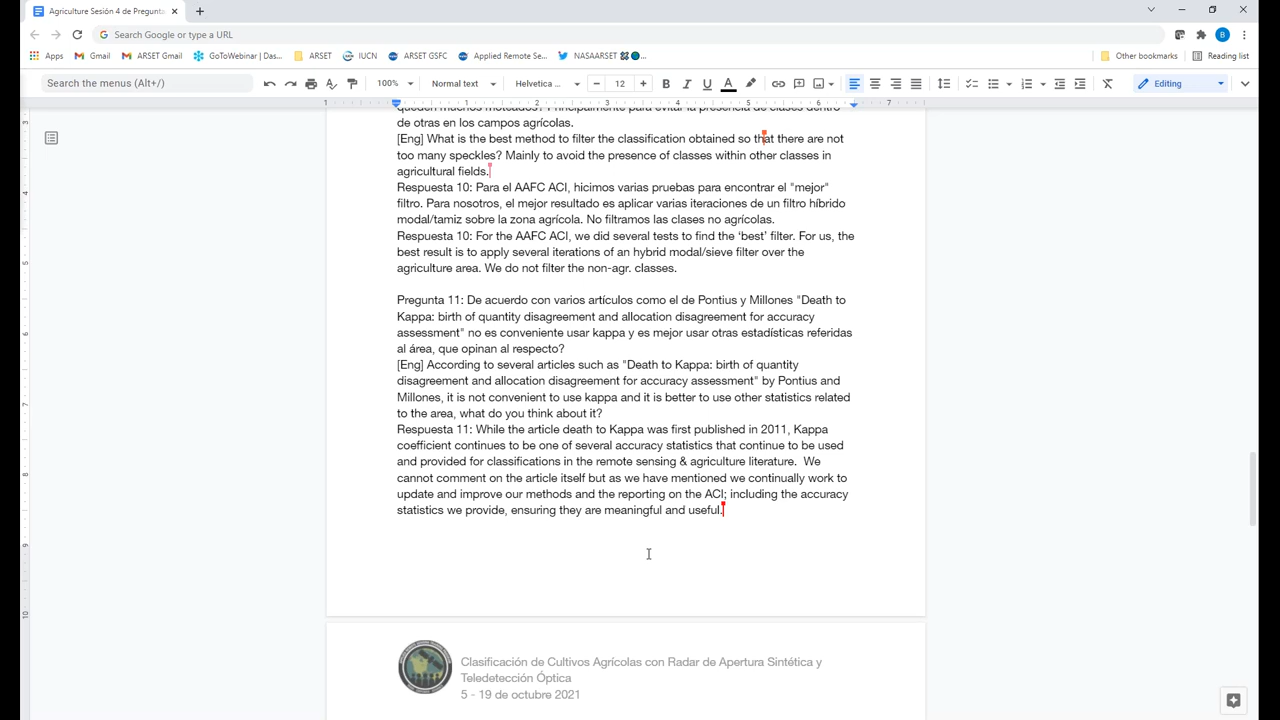 Agriculture Sesión 4 de Pregunta
Search Google or type a URL
B
Apps
Gmail
ARSET Gmail
GoToWebinar | Das...
ARSET
IUCN
ARSET GSFC
Applied Remote Se...
NASAARSET
Other bookmarks
Reading list
Search the menus (Alt+/)
100%
Normal text
Helvetica ...
12
B I U A
Editing
1 1 2 3 4 5 6 7
de otras en los campos agrícolas.
[Eng] What is the best method to filter the classification obtained so that there are not
too many speckles? Mainly to avoid the presence of classes within other classes in
agricultural fields.
Respuesta 10: Para el AAFC ACI, hicimos varias pruebas para encontrar el "mejor"
filtro. Para nosotros, el mejor resultado es aplicar varias iteraciones de un filtro híbrido
modal/tamiz sobre la zona agrícola. No filtramos las clases no agrícolas.
Respuesta 10: For the AAFC ACI, we did several tests to find the ‘best’ filter. For us, the
best result is to apply several iterations of an hybrid modal/sieve filter over the
agriculture area. We do not filter the non-agr. classes.
Pregunta 11: De acuerdo con varios artículos como el de Pontius y Millones "Death to
Kappa: birth of quantity disagreement and allocation disagreement for accuracy
assessment" no es conveniente usar kappa y es mejor usar otras estadísticas referidas
al área, que opinan al respecto?
[Eng] According to several articles such as "Death to Kappa: birth of quantity
disagreement and allocation disagreement for accuracy assessment" by Pontius and
Millones, it is not convenient to use kappa and it is better to use other statistics related
to the area, what do you think about it?
Respuesta 11: While the article death to Kappa was first published in 2011, Kappa
coefficient continues to be one of several accuracy statistics that continue to be used
and provided for classifications in the remote sensing & agriculture literature.  We
cannot comment on the article itself but as we have mentioned we continually work to
update and improve our methods and the reporting on the ACI; including the accuracy
statistics we provide, ensuring they are meaningful and useful.
Clasificación de Cultivos Agrícolas con Radar de Apertura Sintética y
Teledetección Óptica
5 - 19 de octubre 2021